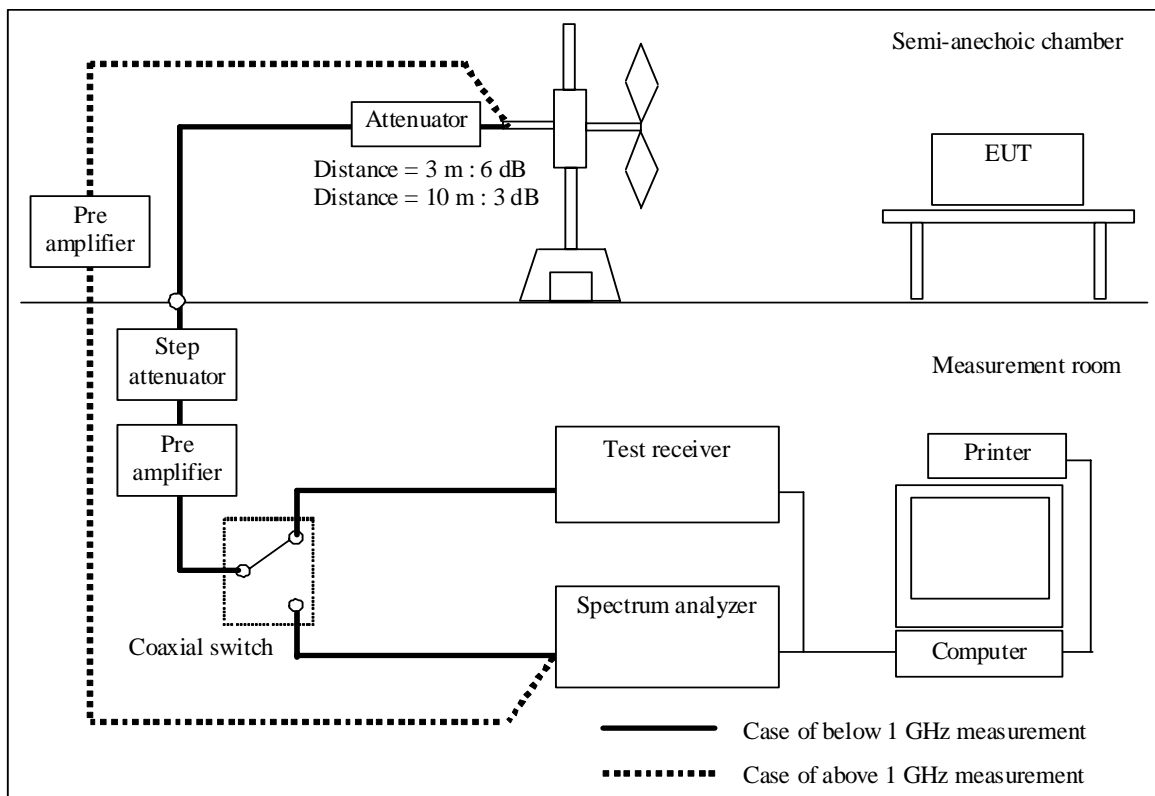 Semi-anechoic chamber
Attenuator
Distance = 3 m : 6 dB
Distance = 10 m : 3 dB
EUT
Pre
amplifier
Step
attenuator
Measurement room
Pre
amplifier
Test receiver
Printer
Coaxial switch
Spectrum analyzer
Computer
Case of below 1 GHz measurement
Case of above 1 GHz measurement